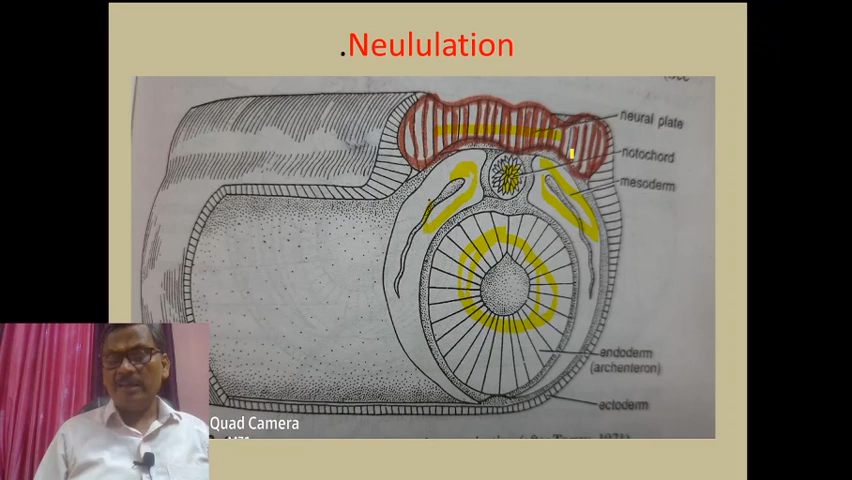 .Neululation
neural plate
notochord
mesoderm
endoderm
(archenteron)
ectoderm
Quad Camera